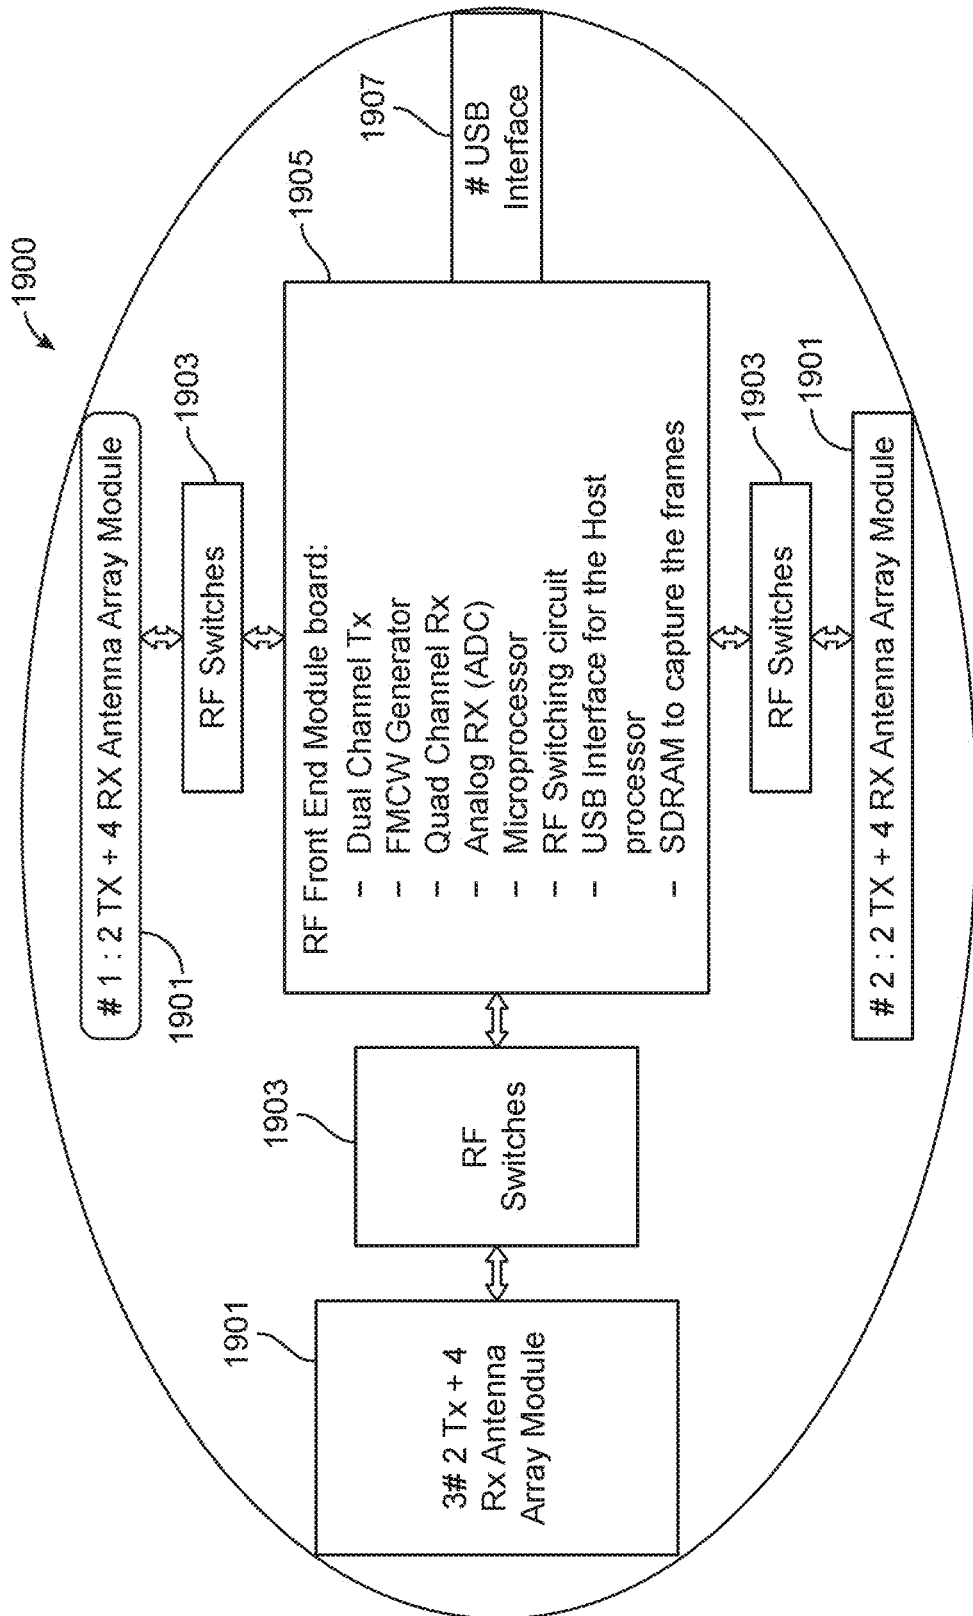 1900
# 1 : 2 TX + 4 RX Antenna Array Module
1901
1903
RF Switches
1905
1907
# USB
Interface
RF Front End Module board:
- Dual Channel Tx
- FMCW Generator
- Quad Channel Rx
- Analog RX (ADC)
- Microprocessor
- RF Switching circuit
- USB Interface for the Host
processor
- SDRAM to capture the frames
1903
RF
Switches
1901
3# 2 Tx + 4
Rx Antenna
Array Module
1903
RF Switches
1901
# 2 : 2 TX + 4 RX Antenna Array Module